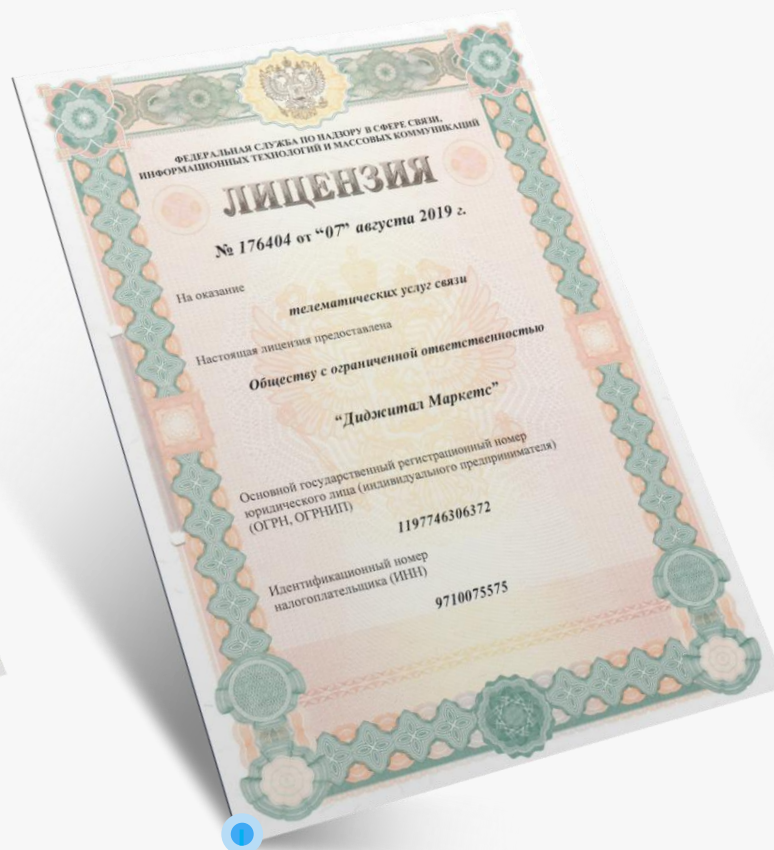 ФЕДЕРАЛЬНАЯ СЛУЖБА ПО НАДЗОРУ В СФЕРЕ СВЯЗИ,
ИНФОРМАЦИОННЫХ ТЕХНОЛОГИЙ И МАССОВЫХ КОММУНИКАЦИЙ
ЛИЦЕНЗИЯ
№ 176404 от “07” августа 2019 г.
На оказание
телематических услуг связи
Настоящая лицензия предоставлена
Обществу с ограниченной ответственностью
“Диджитал Маркетс”
Основной государственный регистрационный номер
юридического лица (индивидуального предпринимателя)
(ОГРН, ОГРНИП)
1197746306372
Идентификационный номер
налогоплательщика (ИНН)
9710075575